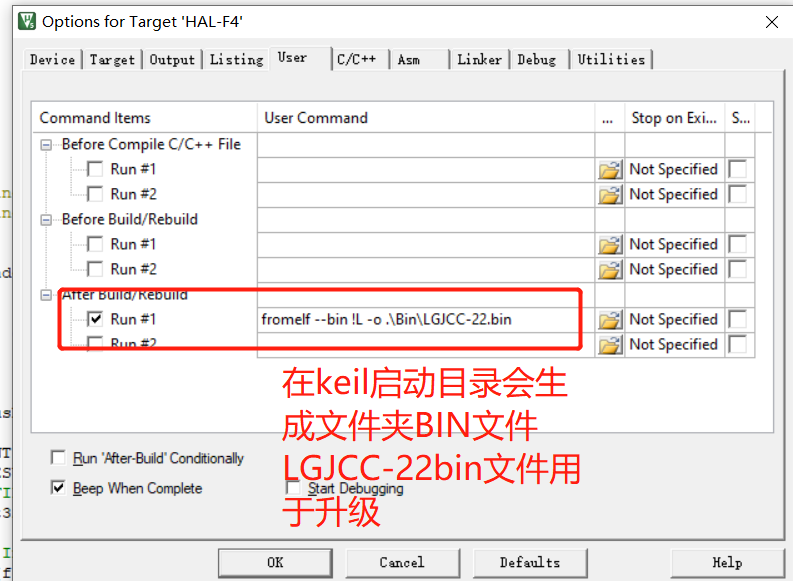 Options for Target 'HAL-F4'
Device Target Output Listing User C/C++ Asm Linker Debug Utilities
Command Items User Command ... Stop on Exi... S...
Before Compile C/C++ File
Run #1 Not Specified
Run #2 Not Specified
Before Build/Rebuild
Run #1 Not Specified
Run #2 Not Specified
After Build/Rebuild
Run #1 fromelf --bin !L -o .\Bin\LGJCC-22.bin Not Specified
Run #2 Not Specified
在keil启动目录会生
成文件夹BIN文件
LGJCC-22bin文件用
于升级
Run 'After-Build' Conditionally
Beep When Complete Start Debugging
OK Cancel Defaults Help